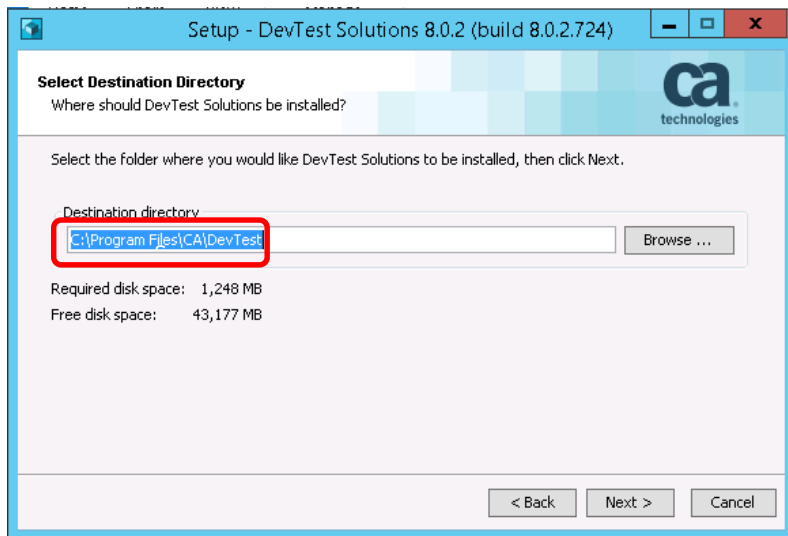 Setup - DevTest Solutions 8.0.2 (build 8.0.2.724)
Select Destination Directory
Where should DevTest Solutions be installed?
ca
technologies
Select the folder where you would like DevTest Solutions to be installed, then click Next.
Destination directory
C:\Program Files\CA\DevTest
Browse ...
Required disk space: 1,248 MB
Free disk space: 43,177 MB
< Back
Next >
Cancel